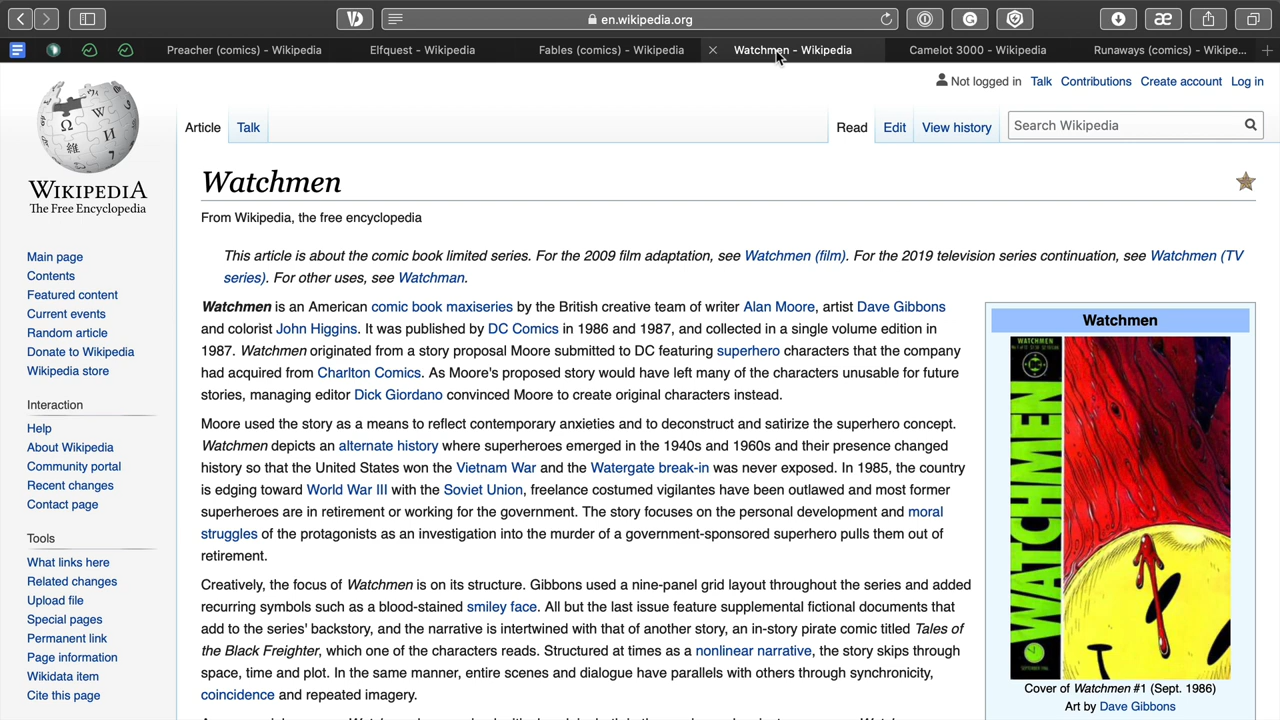 en.wikipedia.org
Preacher (comics) - Wikipedia
Elfquest - Wikipedia
Fables (comics) - Wikipedia
Watchmen - Wikipedia
Camelot 3000 - Wikipedia
Runaways (comics) - Wikipe...
Not logged in Talk Contributions Create account Log in
Article Talk
Read Edit View history
Search Wikipedia
WIKIPEDIA
The Free Encyclopedia
Main page
Contents
Featured content
Current events
Random article
Donate to Wikipedia
Wikipedia store
Interaction
Help
About Wikipedia
Community portal
Recent changes
Contact page
Tools
What links here
Related changes
Upload file
Special pages
Permanent link
Page information
Wikidata item
Cite this page
Watchmen
From Wikipedia, the free encyclopedia
This article is about the comic book limited series. For the 2009 film adaptation, see Watchmen (film). For the 2019 television series continuation, see Watchmen (TV
series). For other uses, see Watchman.
Watchmen is an American comic book maxiseries by the British creative team of writer Alan Moore, artist Dave Gibbons
and colorist John Higgins. It was published by DC Comics in 1986 and 1987, and collected in a single volume edition in
1987. Watchmen originated from a story proposal Moore submitted to DC featuring superhero characters that the company
had acquired from Charlton Comics. As Moore's proposed story would have left many of the characters unusable for future
stories, managing editor Dick Giordano convinced Moore to create original characters instead.
Moore used the story as a means to reflect contemporary anxieties and to deconstruct and satirize the superhero concept.
Watchmen depicts an alternate history where superheroes emerged in the 1940s and 1960s and their presence changed
history so that the United States won the Vietnam War and the Watergate break-in was never exposed. In 1985, the country
is edging toward World War III with the Soviet Union, freelance costumed vigilantes have been outlawed and most former
superheroes are in retirement or working for the government. The story focuses on the personal development and moral
struggles of the protagonists as an investigation into the murder of a government-sponsored superhero pulls them out of
retirement.
Creatively, the focus of Watchmen is on its structure. Gibbons used a nine-panel grid layout throughout the series and added
recurring symbols such as a blood-stained smiley face. All but the last issue feature supplemental fictional documents that
add to the series' backstory, and the narrative is intertwined with that of another story, an in-story pirate comic titled Tales of
the Black Freighter, which one of the characters reads. Structured at times as a nonlinear narrative, the story skips through
space, time and plot. In the same manner, entire scenes and dialogue have parallels with others through synchronicity,
coincidence and repeated imagery.
Watchmen
WATCHMEN
WATCHMEN
Cover of Watchmen #1 (Sept. 1986)
Art by Dave Gibbons